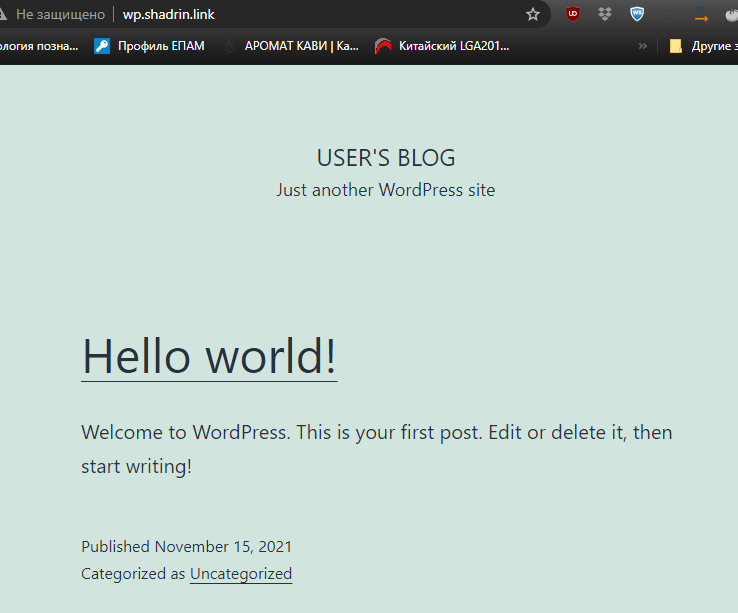 Не защищено wp.shadrin.link
ология позна... Профиль ЕПАМ АРОМАТ КАВИ | Ка... Китайский LGA201... » Другие з
USER'S BLOG
Just another WordPress site
Hello world!
Welcome to WordPress. This is your first post. Edit or delete it, then
start writing!
Published November 15, 2021
Categorized as Uncategorized